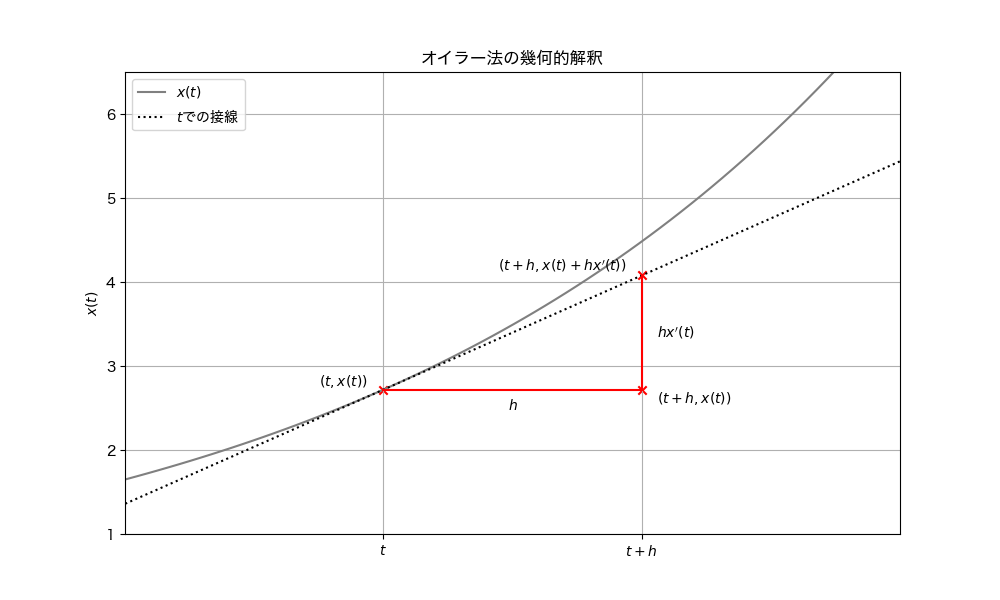 オイラー法の幾何的解釈
x(t)
tでの接線
6
5
4
3
2
1
x(t)
(t + h, x(t) + hx′(t))
hx′(t)
(t, x(t))
(t + h, x(t))
h
t
t + h